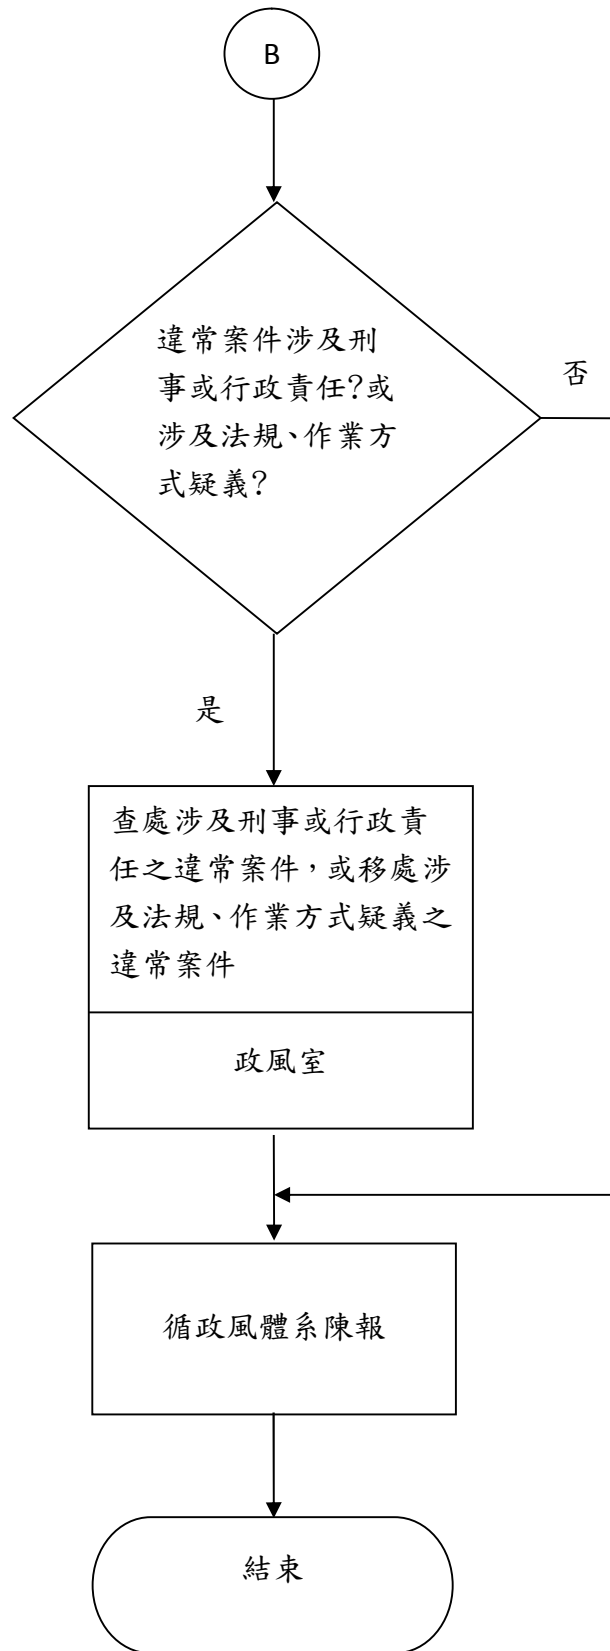 B
違常案件涉及刑
事或行政責任?或
涉及法規、作業方
式疑義?
否
是
查處涉及刑事或行政責
任之違常案件，或移處涉
及法規、作業方式疑義之
違常案件
政風室
循政風體系陳報
結束